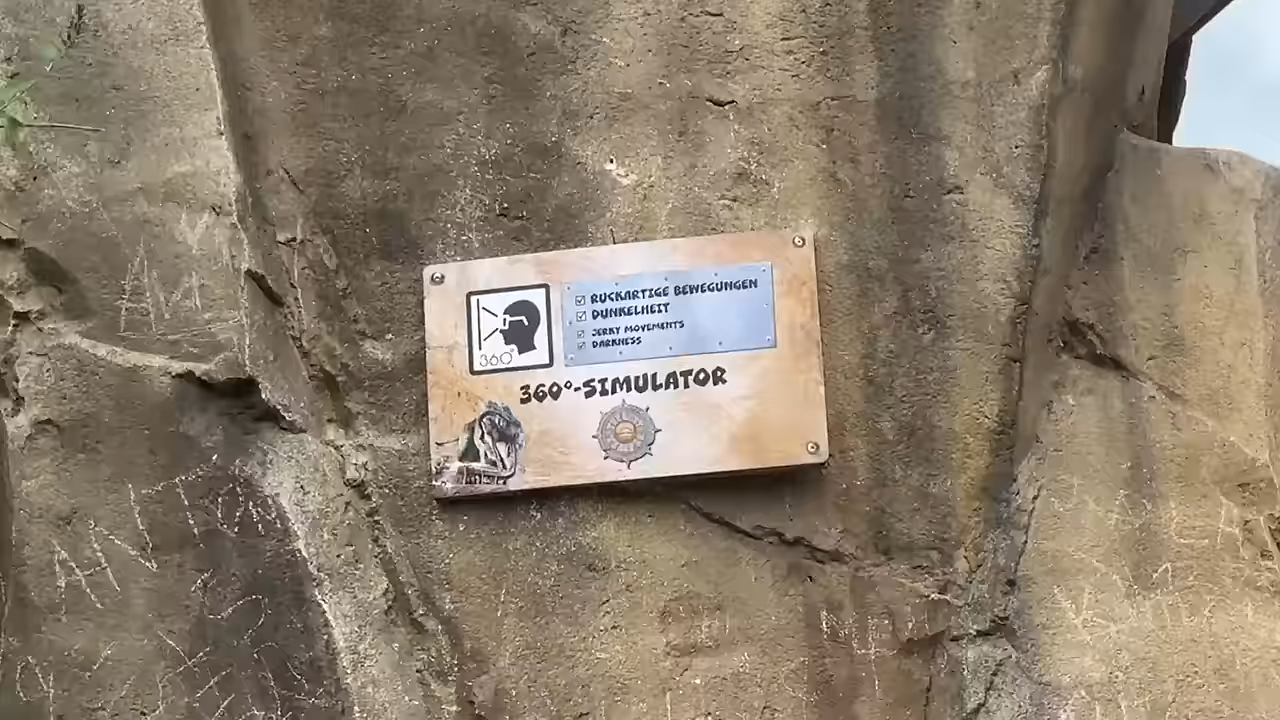 360°
☑ RUCKARTIGE BEWEGUNGEN
☑ DUNKELHEIT
☑ JERKY MOVEMENTS
☑ DARKNESS
360°-SIMULATOR